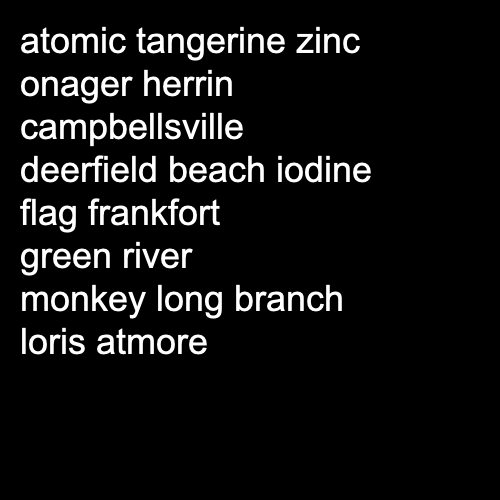 atomic tangerine zinc
onager herrin
campbellsville
deerfield beach iodine
flag frankfort
green river
monkey long branch
loris atmore